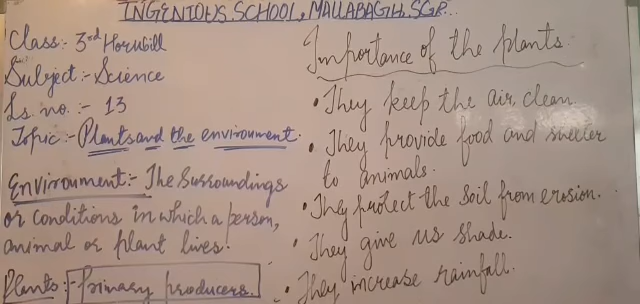 INGENIOUS SCHOOL, MALLABAGH, SGR...
Class:- 3rd Hornbill
Subject:- Science
Ls. no. :- 13
Topic:- Plants and the environment.
Environment:- The Surroundings
or conditions in which a person,
animal or plant lives.
Plants:- Primary producers.
Importance of the plants.
• They keep the air, clean.
• They provide food and shelter
to animals.
• They protect the soil from erosion.
• They give us shade.
• They increase rainfall.